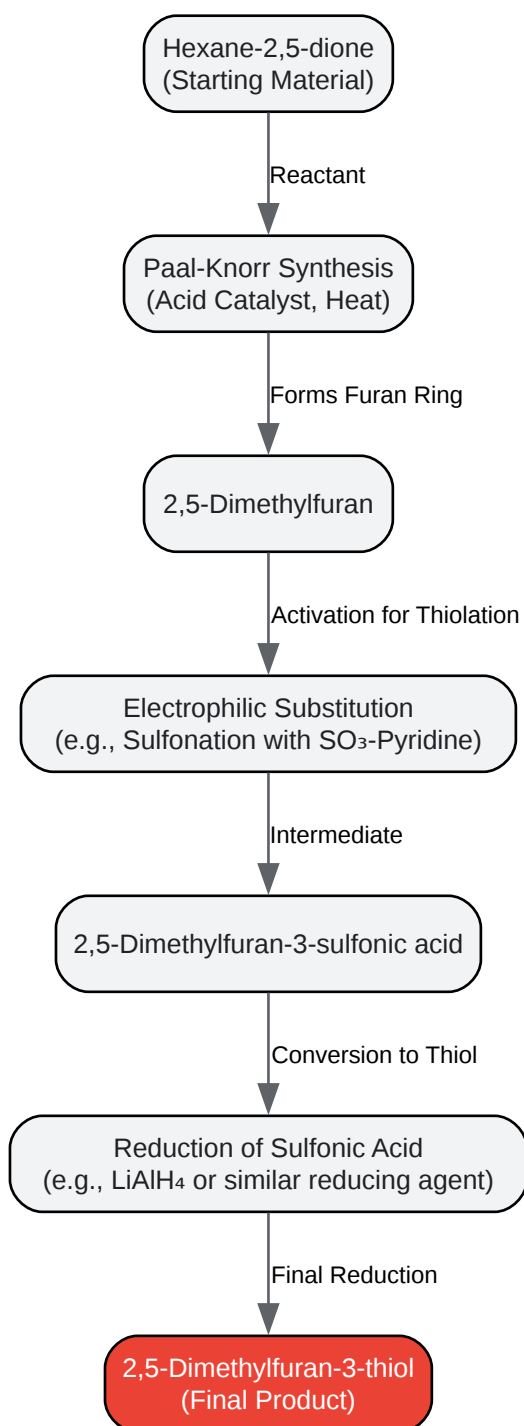 Hexane-2,5-dione
(Starting Material)
Reactant
Paal-Knorr Synthesis
(Acid Catalyst, Heat)
Forms Furan Ring
2,5-Dimethylfuran
Activation for Thiolation
Electrophilic Substitution
(e.g., Sulfonation with SO₃-Pyridine)
Intermediate
2,5-Dimethylfuran-3-sulfonic acid
Conversion to Thiol
Reduction of Sulfonic Acid
(e.g., LiAlH₄ or similar reducing agent)
Final Reduction
2,5-Dimethylfuran-3-thiol
(Final Product)